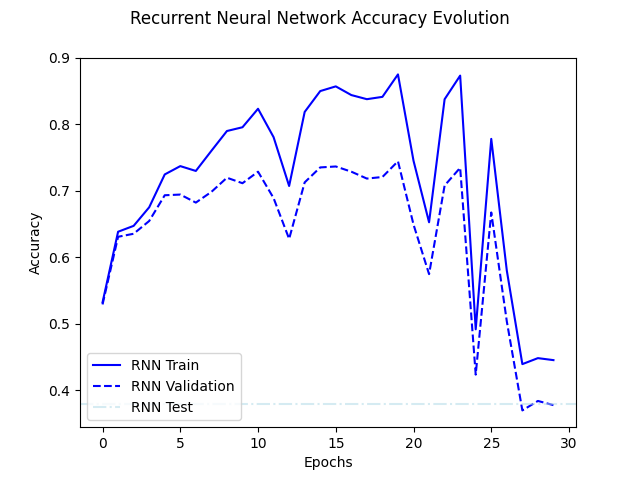 Recurrent Neural Network Accuracy Evolution
0.9
0.8
0.7
0.6
0.5
0.4
Accuracy
RNN Train
RNN Validation
RNN Test
0 5 10 15 20 25 30
Epochs